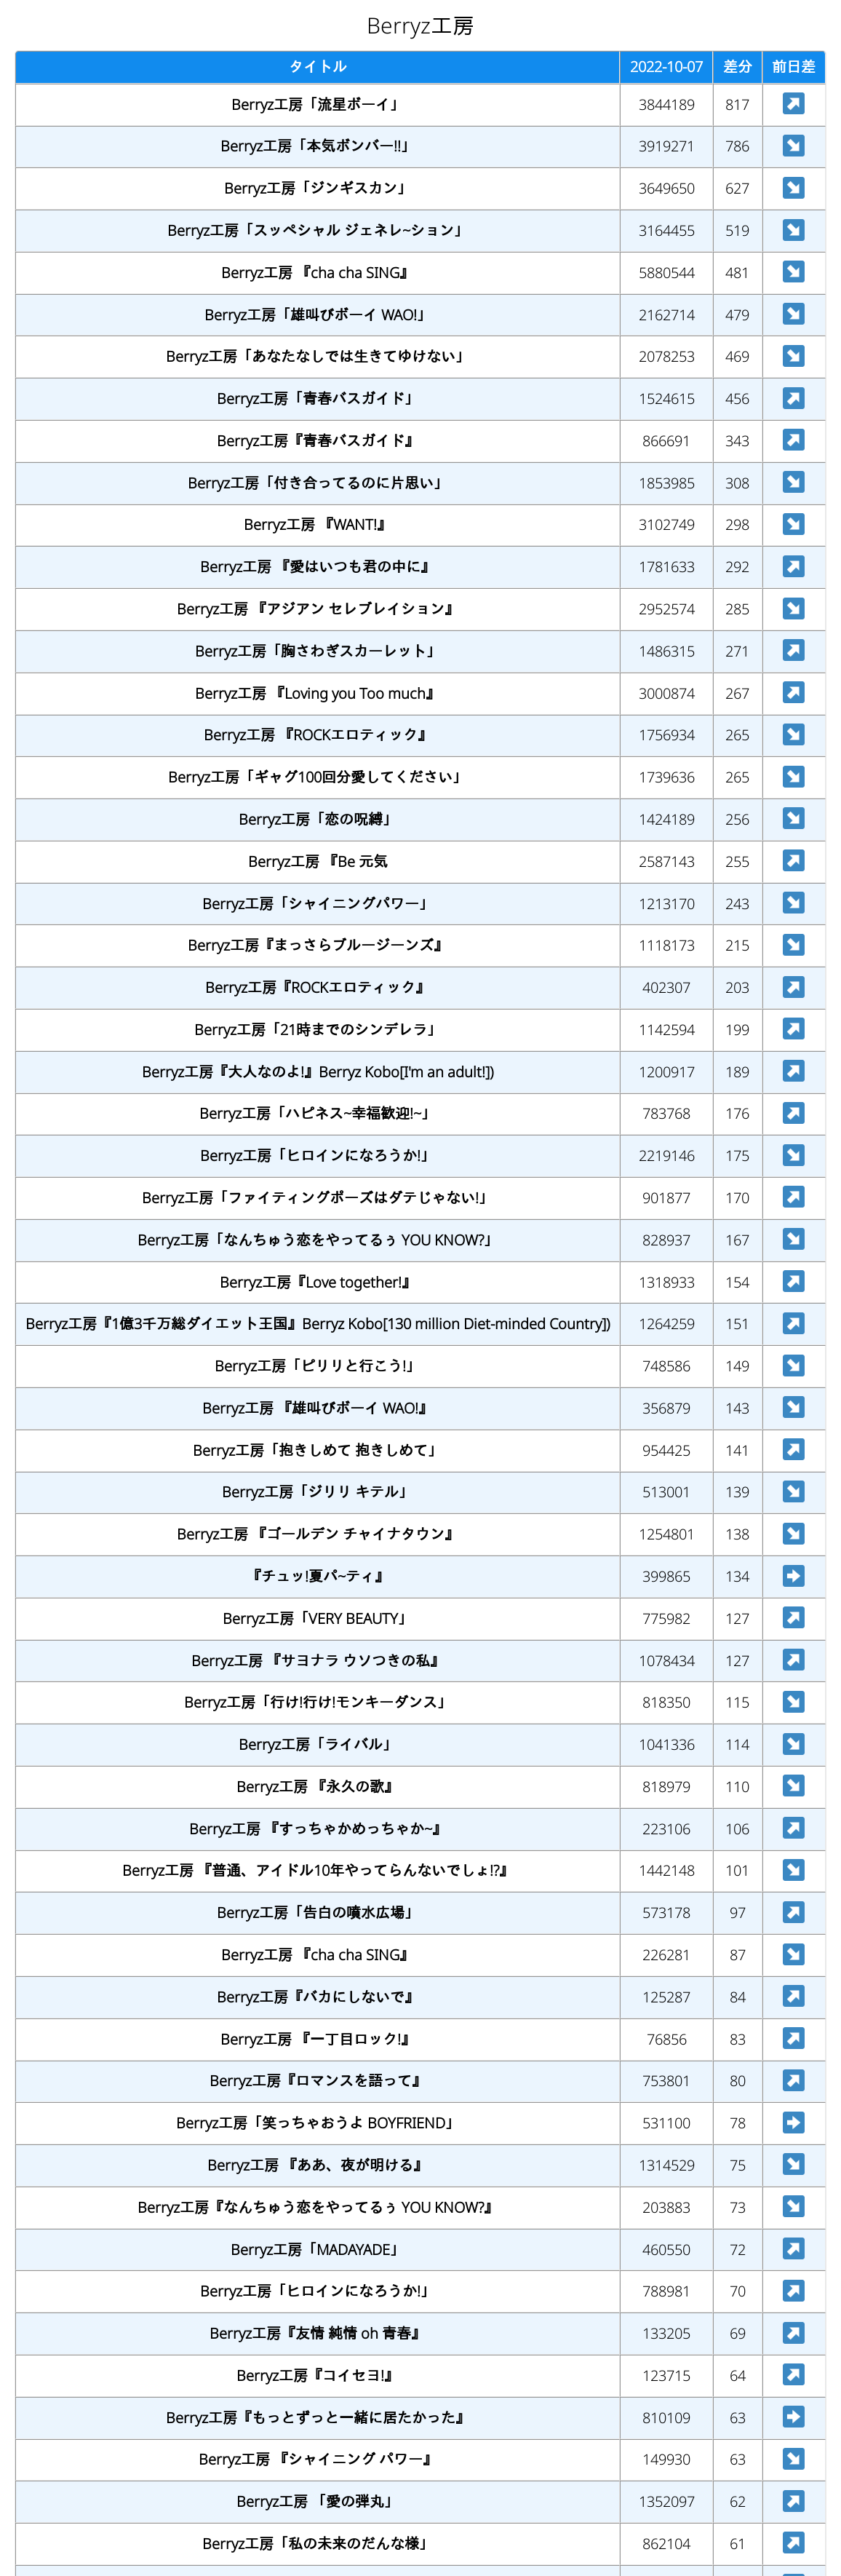 Berryz工房
タイトル 2022-10-07 差分 前日差
Berryz工房「流星ボーイ」 3844189 817 ↗
Berryz工房「本気ボンバー!!」 3919271 786 ↘
Berryz工房「ジンギスカン」 3649650 627 ↘
Berryz工房「スッペシャル ジェネレ~ション」 3164455 519 ↘
Berryz工房 『cha cha SING』 5880544 481 ↘
Berryz工房「雄叫びボーイ WAO!」 2162714 479 ↘
Berryz工房「あなたなしでは生きてゆけない」 2078253 469 ↘
Berryz工房「青春バスガイド」 1524615 456 ↗
Berryz工房『青春バスガイド』 866691 343 ↗
Berryz工房「付き合ってるのに片思い」 1853985 308 ↘
Berryz工房 『WANT!』 3102749 298 ↘
Berryz工房 『愛はいつも君の中に』 1781633 292 ↗
Berryz工房 『アジアン セレブレイション』 2952574 285 ↘
Berryz工房「胸さわぎスカーレット」 1486315 271 ↗
Berryz工房 『Loving you Too much』 3000874 267 ↗
Berryz工房 『ROCKエロティック』 1756934 265 ↘
Berryz工房「ギャグ100回分愛してください」 1739636 265 ↘
Berryz工房「恋の呪縛」 1424189 256 ↘
Berryz工房 『Be 元気 2587143 255 ↗
Berryz工房「シャイニングパワー」 1213170 243 ↘
Berryz工房『まっさらブルージーンズ』 1118173 215 ↘
Berryz工房『ROCKエロティック』 402307 203 ↗
Berryz工房「21時までのシンデレラ」 1142594 199 ↗
Berryz工房『大人なのよ!』Berryz Kobo[I'm an adult!]) 1200917 189 ↗
Berryz工房「ハピネス~幸福歓迎!~」 783768 176 ↗
Berryz工房「ヒロインになろうか!」 2219146 175 ↘
Berryz工房「ファイティングポーズはダテじゃない!」 901877 170 ↗
Berryz工房「なんちゅう恋をやってるぅ YOU KNOW?」 828937 167 ↘
Berryz工房『Love together!』 1318933 154 ↗
Berryz工房『1億3千万総ダイエット王国』Berryz Kobo[130 million Diet-minded Country]) 1264259 151 ↗
Berryz工房「ピリリと行こう!」 748586 149 ↘
Berryz工房 『雄叫びボーイ WAO!』 356879 143 ↘
Berryz工房「抱きしめて 抱きしめて」 954425 141 ↗
Berryz工房「ジリリ キテル」 513001 139 ↘
Berryz工房 『ゴールデン チャイナタウン』 1254801 138 ↘
『チュッ!夏パ~ティ』 399865 134 ➡
Berryz工房「VERY BEAUTY」 775982 127 ↗
Berryz工房 『サヨナラ ウソつきの私』 1078434 127 ↗
Berryz工房「行け!行け!モンキーダンス」 818350 115 ↘
Berryz工房「ライバル」 1041336 114 ↘
Berryz工房 『永久の歌』 818979 110 ↘
Berryz工房 『すっちゃかめっちゃか~』 223106 106 ↗
Berryz工房 『普通、アイドル10年やってらんないでしょ!?』 1442148 101 ↘
Berryz工房「告白の噴水広場」 573178 97 ↗
Berryz工房 『cha cha SING』 226281 87 ↘
Berryz工房『バカにしないで』 125287 84 ↗
Berryz工房 『一丁目ロック!』 76856 83 ↗
Berryz工房『ロマンスを語って』 753801 80 ↗
Berryz工房「笑っちゃおうよ BOYFRIEND」 531100 78 ➡
Berryz工房 『ああ、夜が明ける』 1314529 75 ↘
Berryz工房『なんちゅう恋をやってるぅ YOU KNOW?』 203883 73 ↘
Berryz工房「MADAYADE」 460550 72 ↗
Berryz工房「ヒロインになろうか!」 788981 70 ↗
Berryz工房『友情 純情 oh 青春』 133205 69 ↗
Berryz工房『コイセヨ!』 123715 64 ↗
Berryz工房『もっとずっと一緒に居たかった』 810109 63 ➡
Berryz工房 『シャイニング パワー』 149930 63 ↘
Berryz工房 「愛の弾丸」 1352097 62 ↗
Berryz工房「私の未来のだんな様」 862104 61 ↗